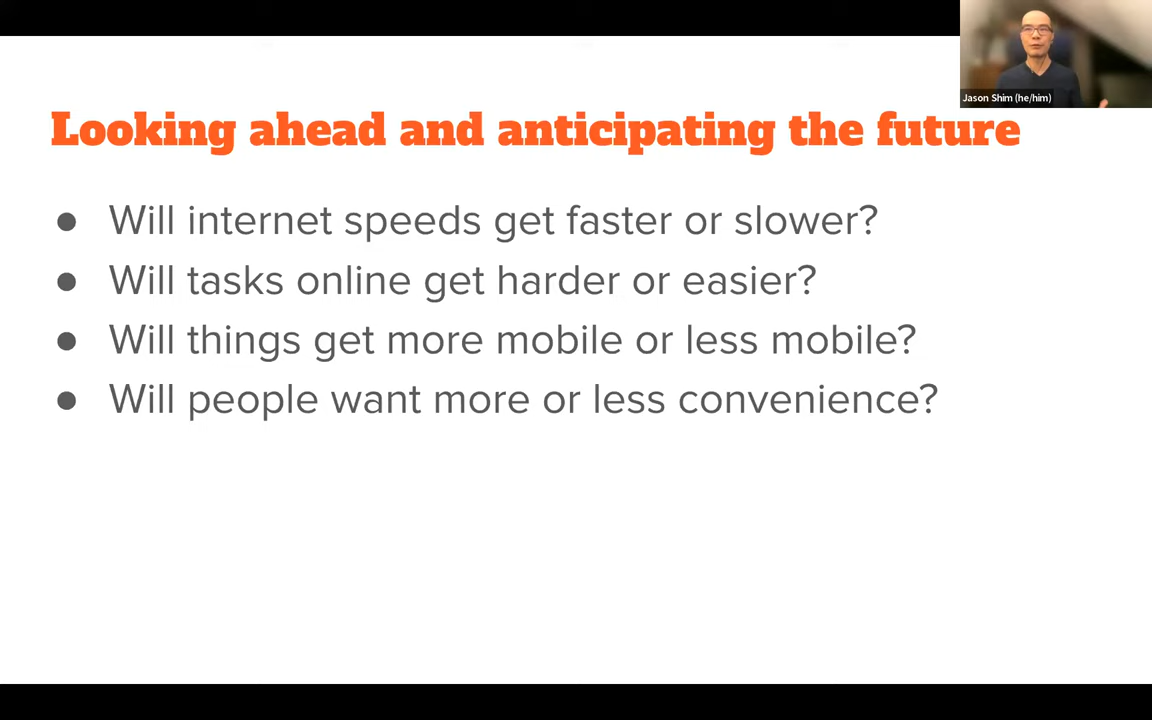 Jason Shim (he/him)
Looking ahead and anticipating the future
● Will internet speeds get faster or slower?
● Will tasks online get harder or easier?
● Will things get more mobile or less mobile?
● Will people want more or less convenience?